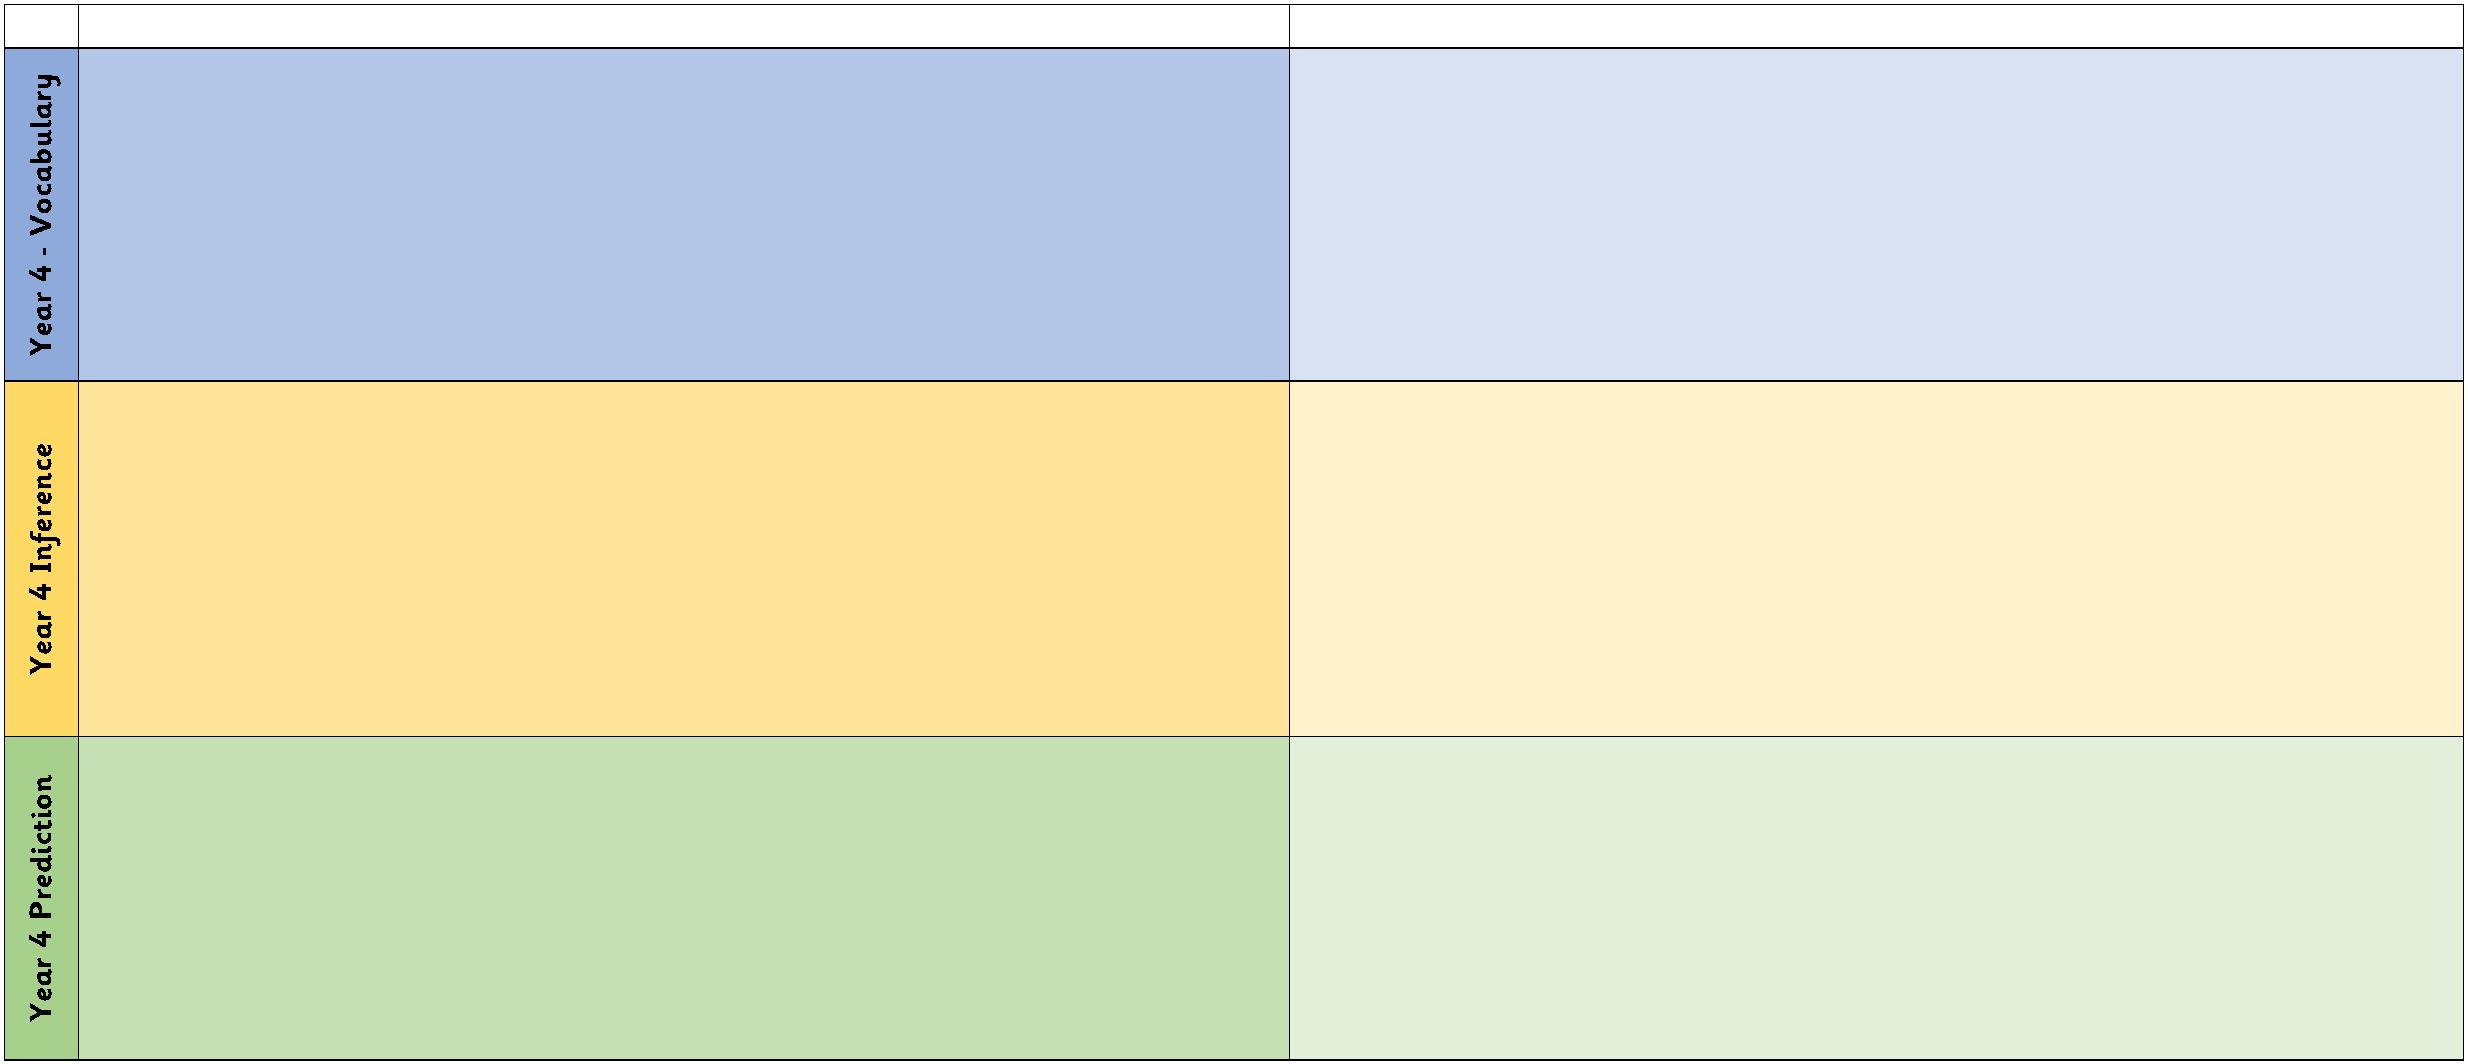 Year 4 - Vocabulary
Year 4 Inference
Year 4 Prediction